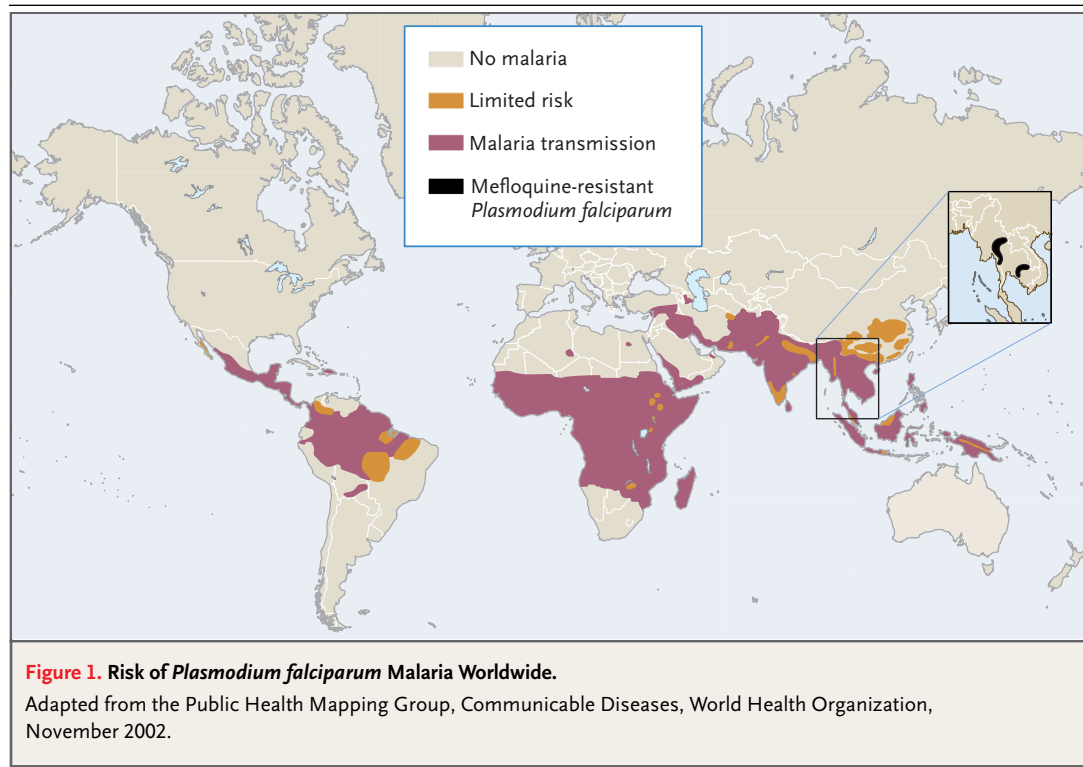 No malaria
Limited risk
Malaria transmission
Mefloquine-resistant
Plasmodium falciparum
Figure 1. Risk of Plasmodium falciparum Malaria Worldwide.
Adapted from the Public Health Mapping Group, Communicable Diseases, World Health Organization,
November 2002.